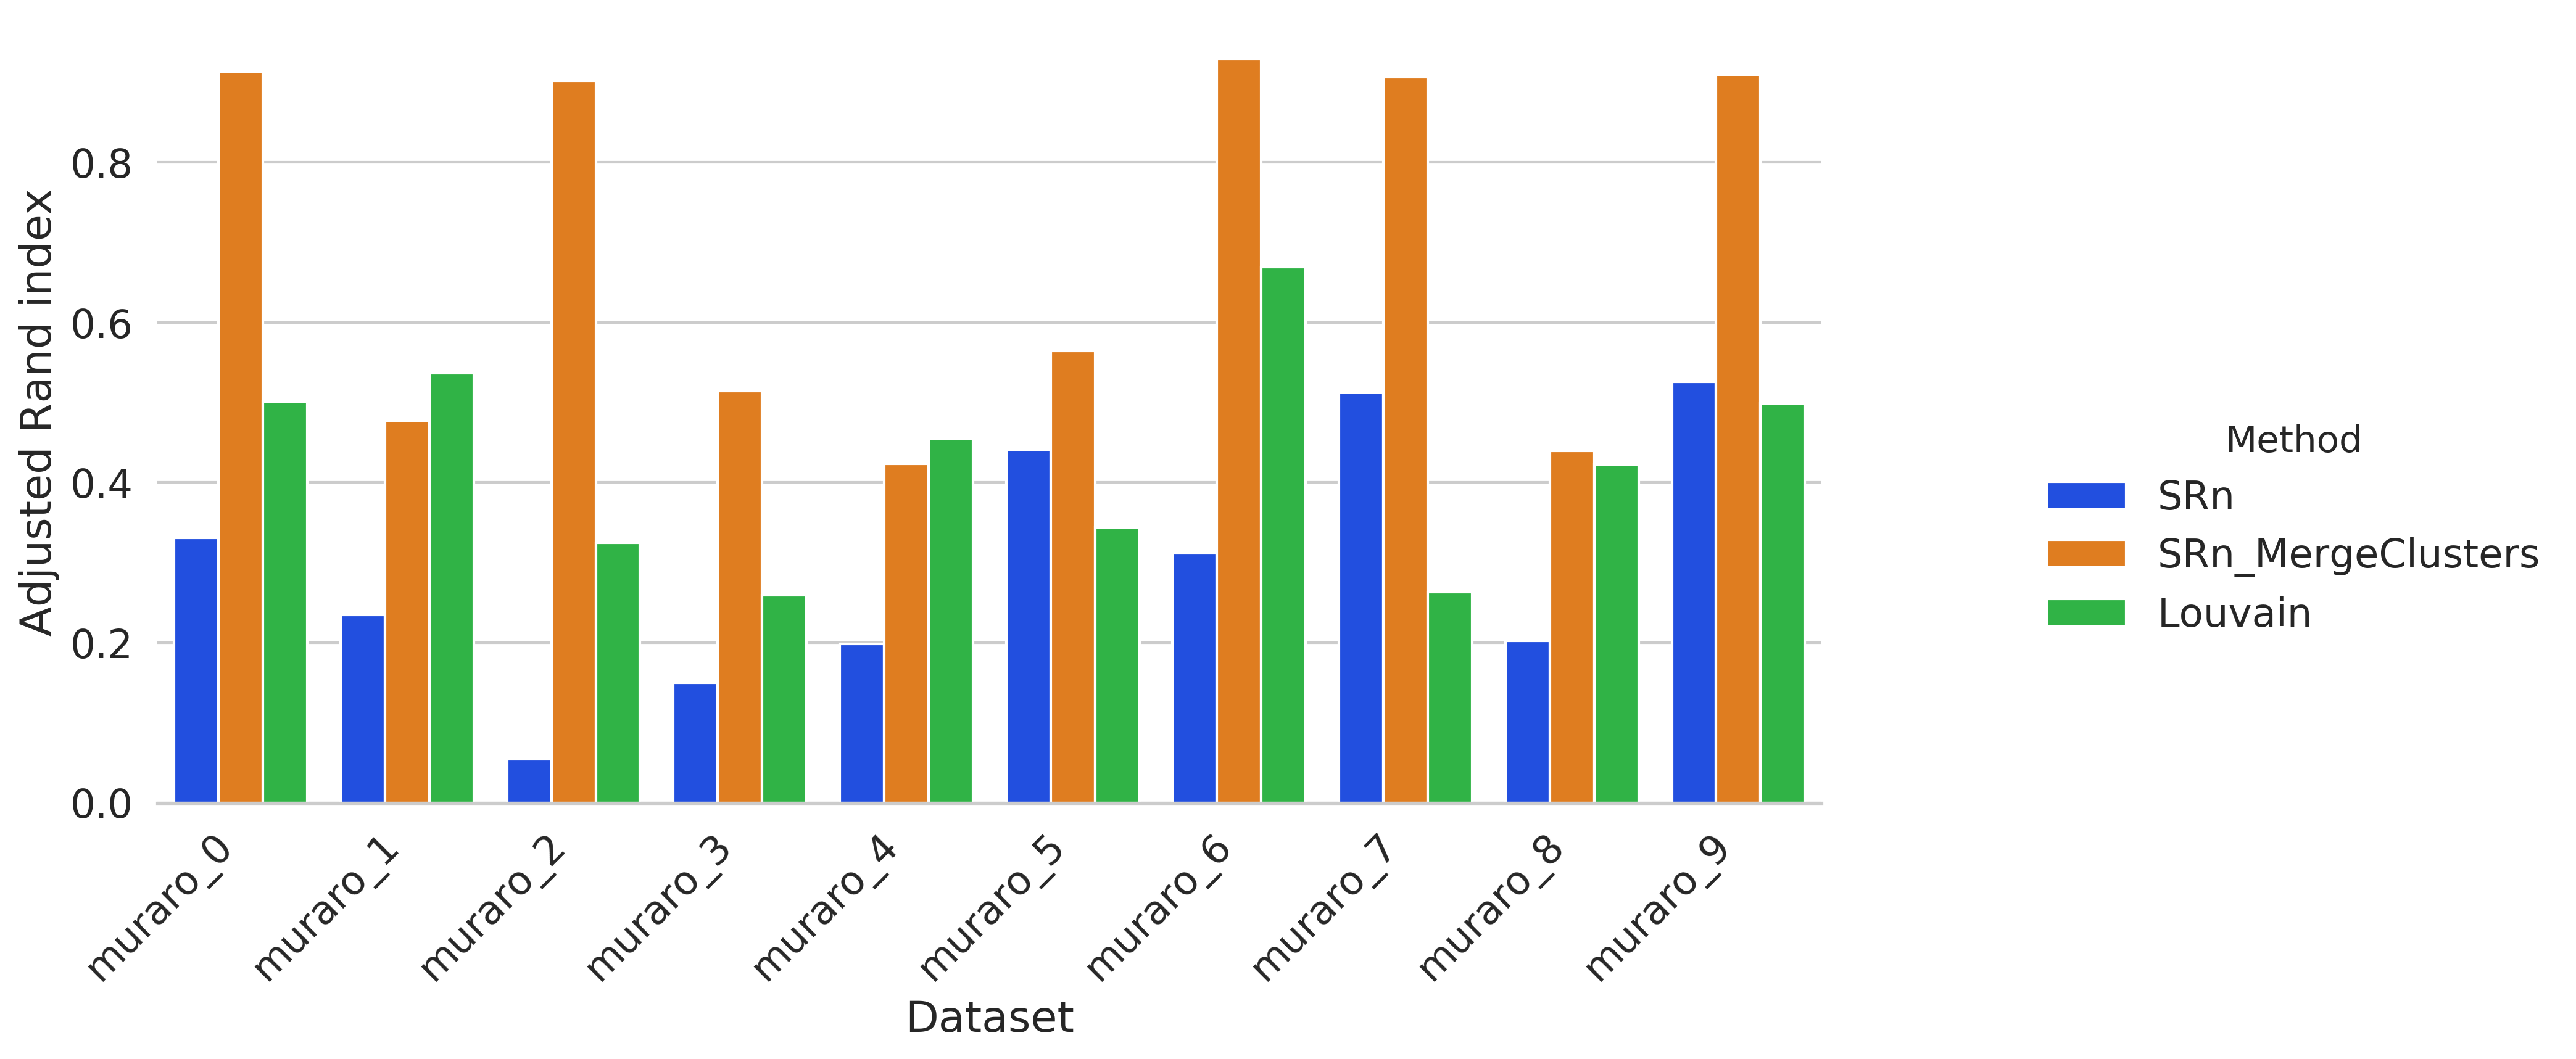 Adjusted Rand index
0.8
0.6
0.4
0.2
0.0
muraro_0
muraro_1
muraro_2
muraro_3
muraro_4
muraro_5
muraro_6
muraro_7
muraro_8
muraro_9
Dataset
Method
SRn
SRn_MergeClusters
Louvain